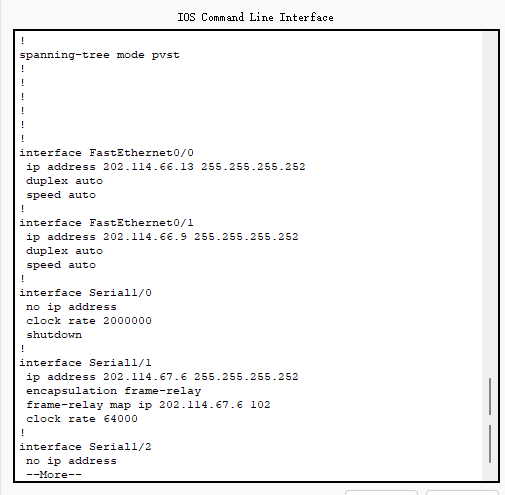 IOS Command Line Interface
!
spanning-tree mode pvst
!
!
!
!
!
!
interface FastEthernet0/0
ip address 202.114.66.13 255.255.255.252
duplex auto
speed auto
!
interface FastEthernet0/1
ip address 202.114.66.9 255.255.255.252
duplex auto
speed auto
!
interface Serial1/0
no ip address
clock rate 2000000
shutdown
!
interface Serial1/1
ip address 202.114.67.6 255.255.255.252
encapsulation frame-relay
frame-relay map ip 202.114.67.6 102
clock rate 64000
!
interface Serial1/2
no ip address
--More--